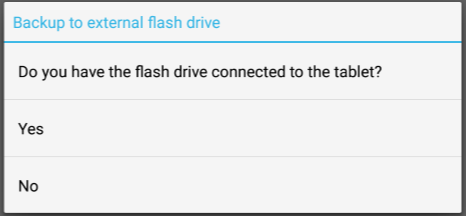 Backup to external flash drive
Do you have the flash drive connected to the tablet?
Yes
No